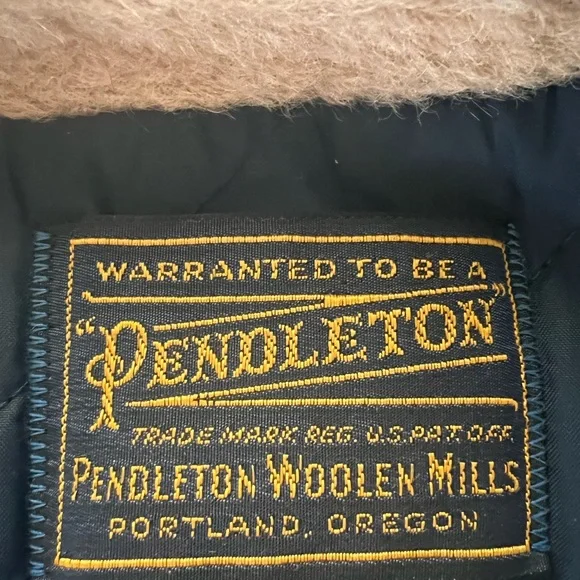 WARRANTED TO BE A
"PENDLETON"
TRADE MARK REG. U.S. PAT. OFF.
PENDLETON WOOLEN MILLS
PORTLAND, OREGON